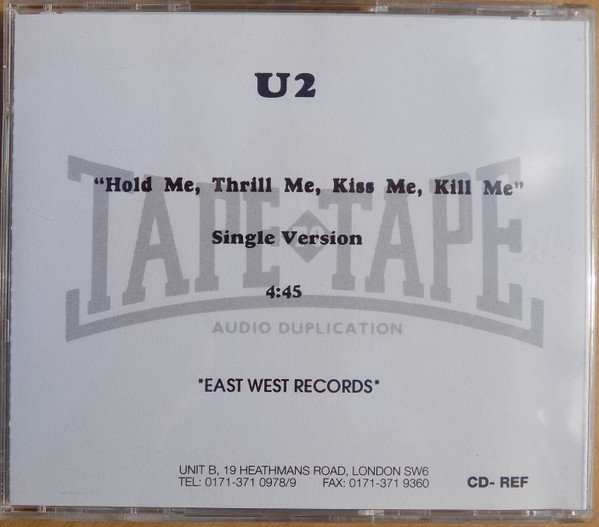 U2
"Hold Me, Thrill Me, Kiss Me, Kill Me"
TAPE TO TAPE
Single Version
4:45
AUDIO DUPLICATION
*EAST WEST RECORDS*
UNIT B, 19 HEATHMANS ROAD, LONDON SW6
TEL: 0171-371 0978/9 FAX: 0171-371 9360
CD- REF